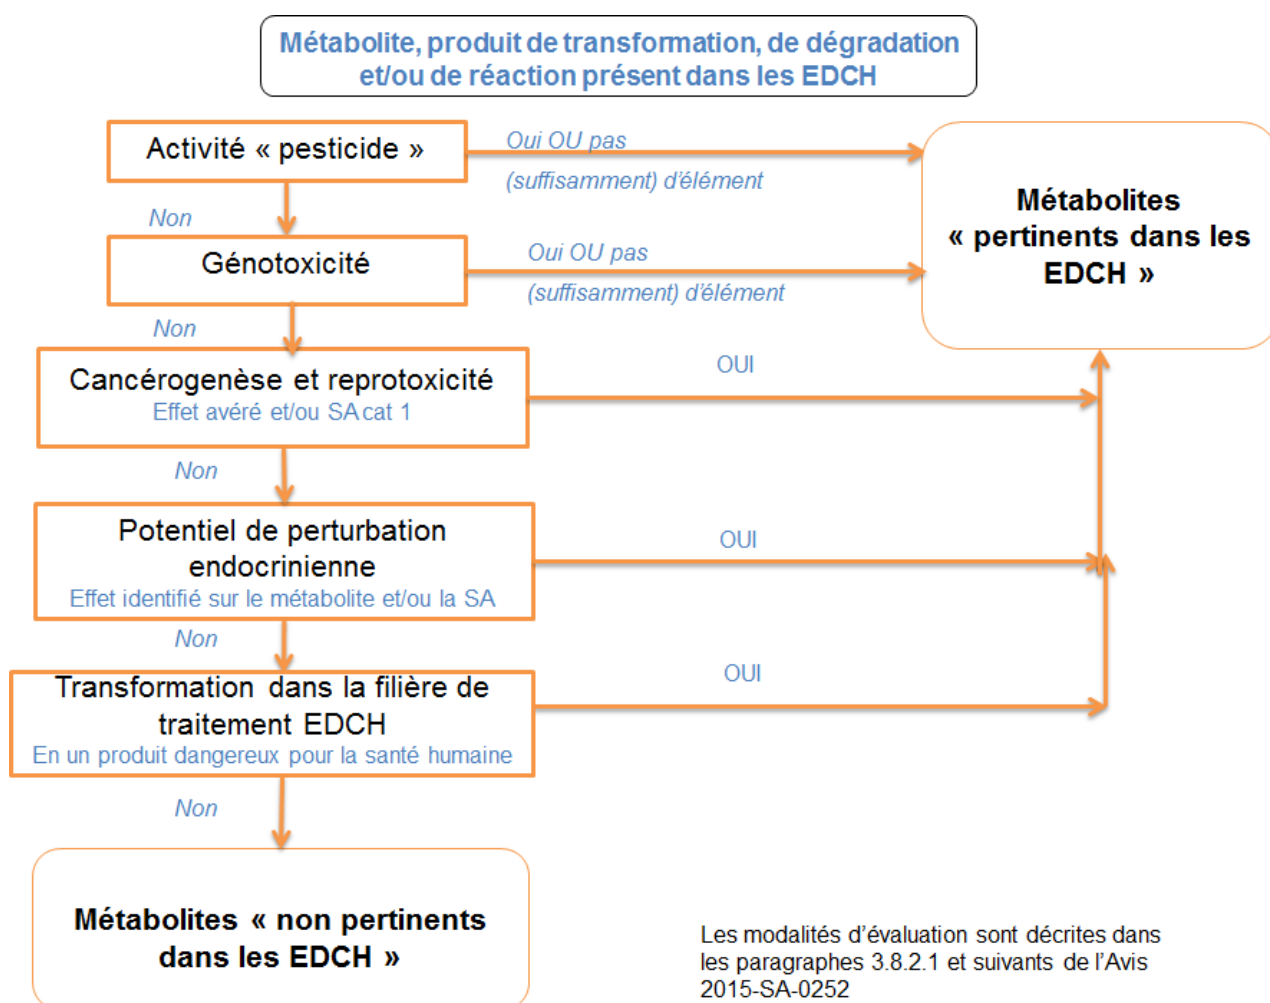 Métabolite, produit de transformation, de dégradation
et/ou de réaction présent dans les EDCH
Activité « pesticide »
Oui OU pas
(suffisamment) d'élément
Métabolites
« pertinents dans les
EDCH »
Non
Génotoxicité
Oui OU pas
(suffisamment) d'élément
Non
Cancérogenèse et reprotoxicité
Effet avéré et/ou SA cat 1
OUI
Non
Potentiel de perturbation
endocrinienne
Effet identifié sur le métabolite et/ou la SA
OUI
Non
Transformation dans la filière de
traitement EDCH
En un produit dangereux pour la santé humaine
OUI
Non
Métabolites « non pertinents
dans les EDCH »
Les modalités d'évaluation sont décrites dans
les paragraphes 3.8.2.1 et suivants de l'Avis
2015-SA-0252